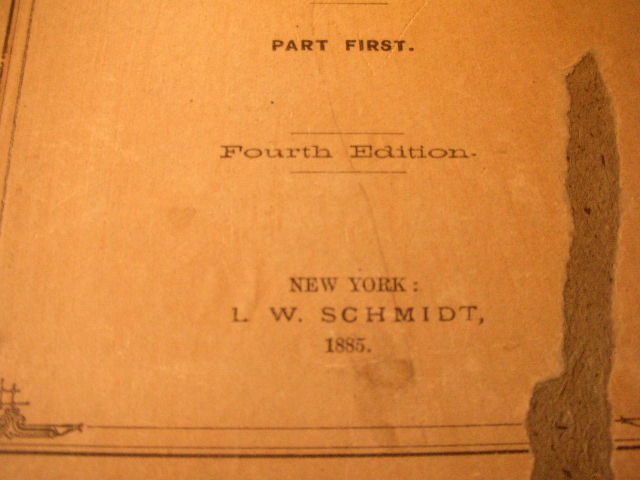 PART FIRST.
Fourth Edition.
NEW YORK:
L. W. SCHMIDT,
1885.